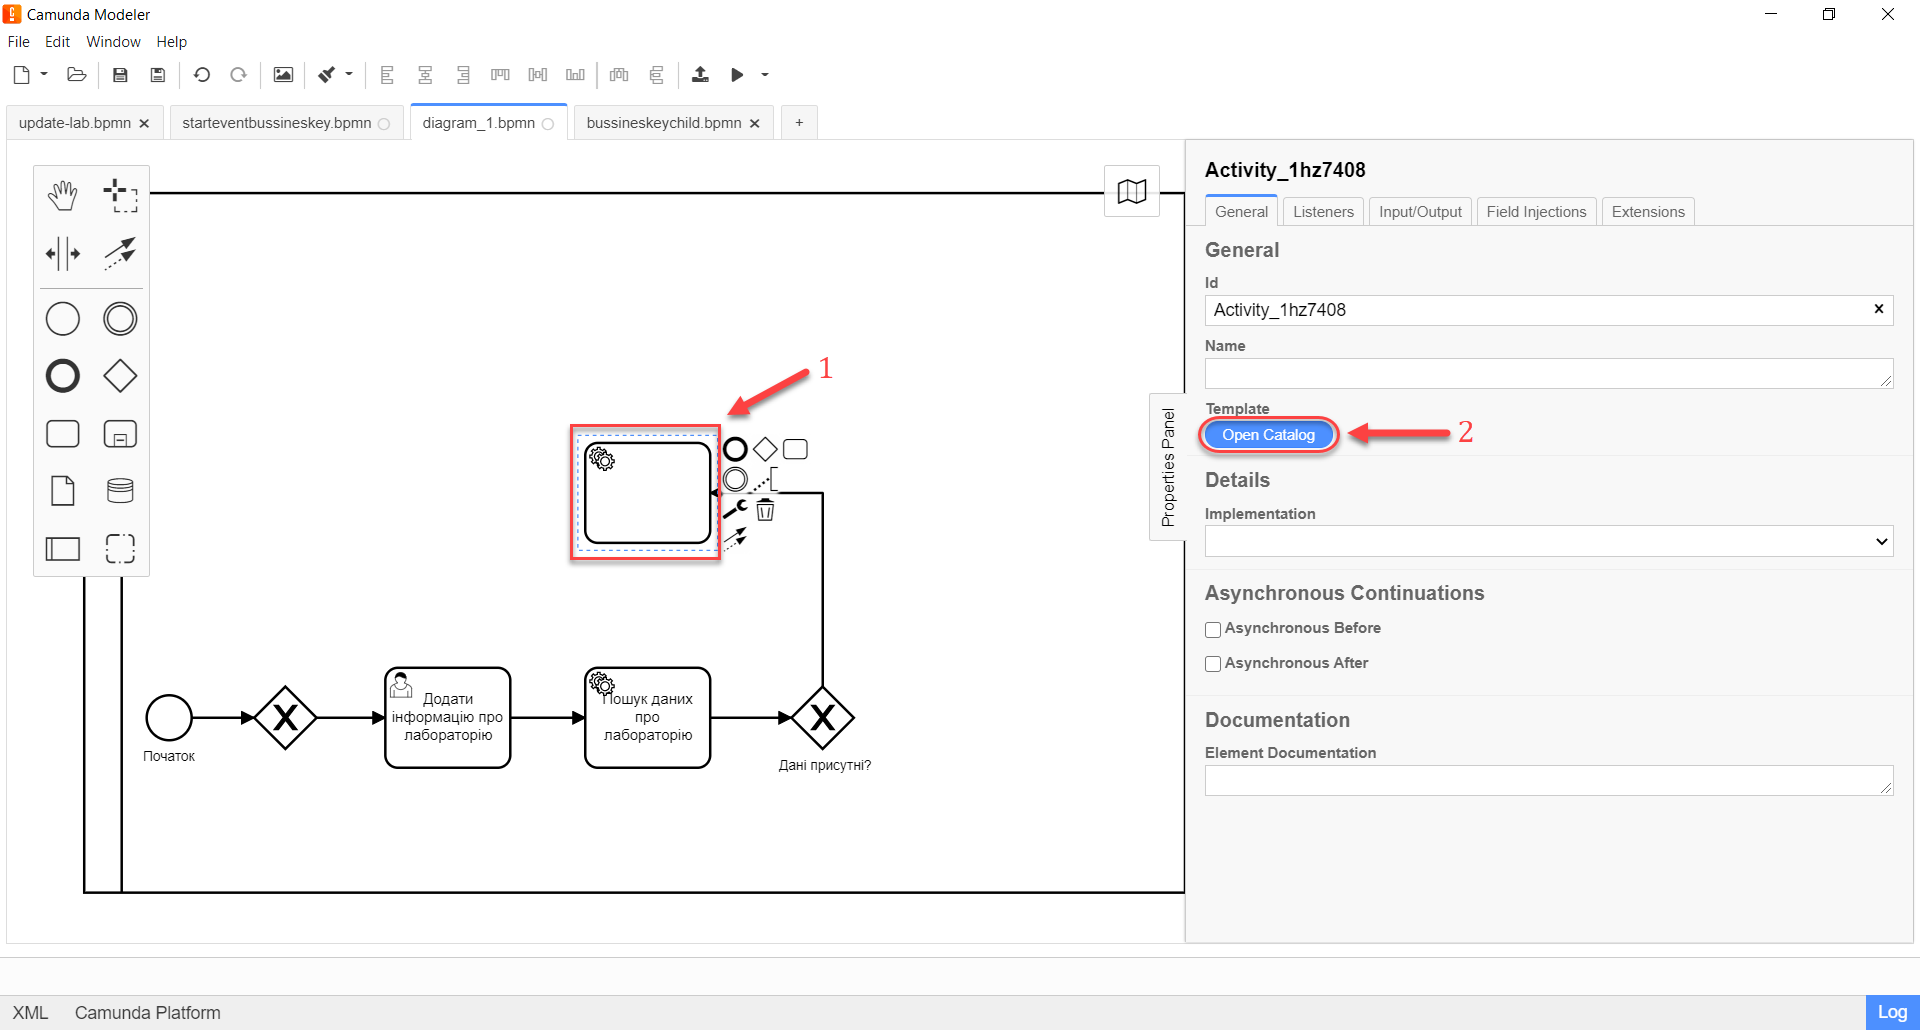 Camunda Modeler
File Edit Window Help
update-lab.bpmn starteventbussineskey.bpmn diagram_1.bpmn bussineskeychild.bpmn +
1
Початок
Додати
інформацію про
лабораторію
Пошук даних
про
лабораторію
Дані присутні?
Properties Panel
Activity_1hz7408
General Listeners Input/Output Field Injections Extensions
General
Id
Activity_1hz7408
Name
Template
Open Catalog
2
Details
Implementation
Asynchronous Continuations
Asynchronous Before
Asynchronous After
Documentation
Element Documentation
XML Camunda Platform
Log